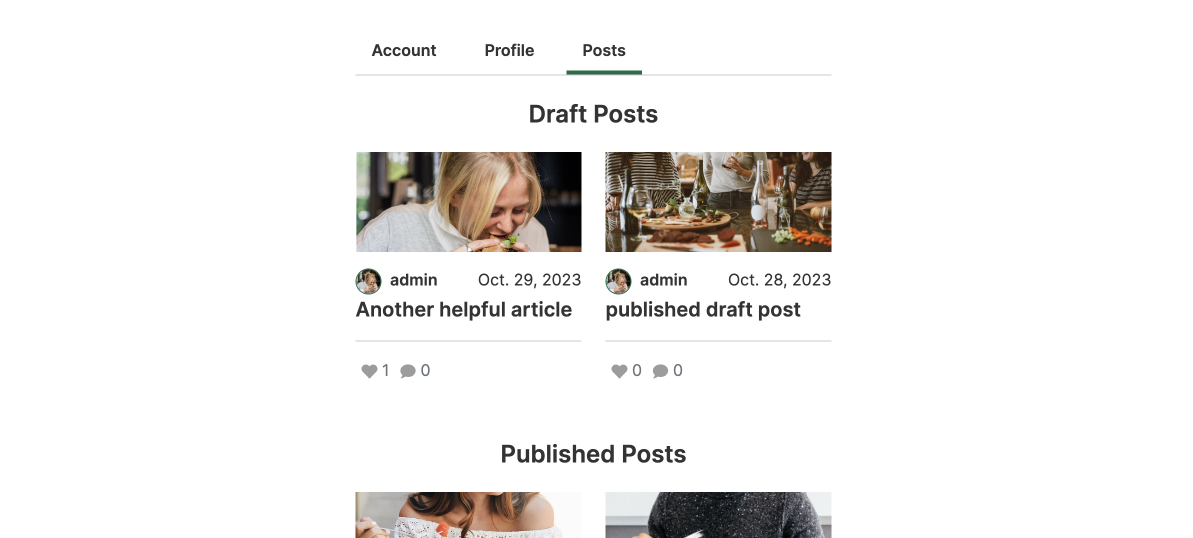 Account Profile Posts
Draft Posts
admin Oct. 29, 2023
Another helpful article
1 0
admin Oct. 28, 2023
published draft post
0 0
Published Posts